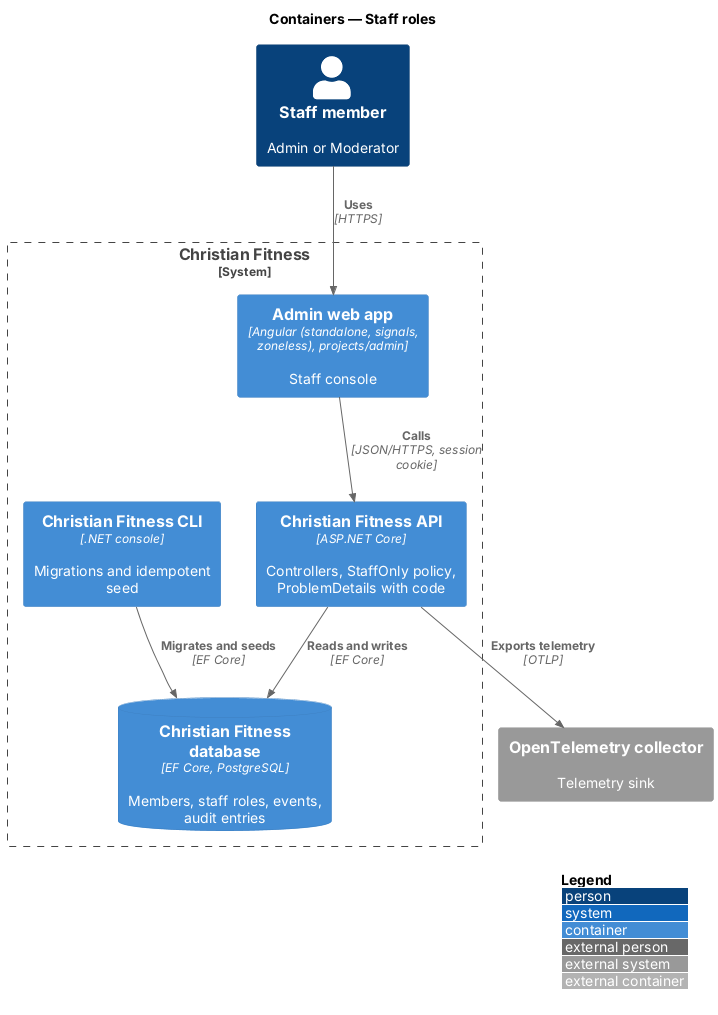 Containers — Staff roles
Staff member
Admin or Moderator
Uses
[HTTPS]
Christian Fitness
[System]
Admin web app
[Angular (standalone, signals,
zoneless), projects/admin]
Staff console
Calls
[JSON/HTTPS, session
cookie]
Christian Fitness CLI
[.NET console]
Migrations and idempotent
seed
Christian Fitness API
[ASP.NET Core]
Controllers, StaffOnly policy,
ProblemDetails with code
Migrates and seeds
[EF Core]
Reads and writes
[EF Core]
Exports telemetry
[OTLP]
Christian Fitness
database
[EF Core, PostgreSQL]
Members, staff roles, events,
audit entries
OpenTelemetry collector
Telemetry sink
Legend
person
system
container
external person
external system
external container